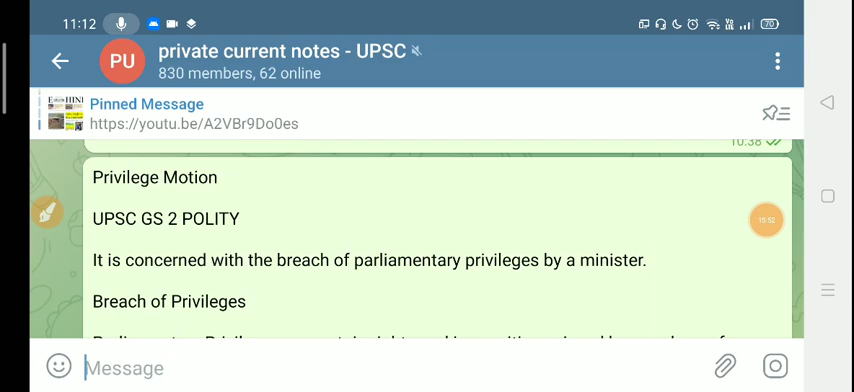 11:12
70
PU
private current notes - UPSC
830 members, 62 online
Pinned Message
https://youtu.be/A2VBr9Do0es
10:38
Privilege Motion
UPSC GS 2 POLITY
15:52
It is concerned with the breach of parliamentary privileges by a minister.
Breach of Privileges
Message